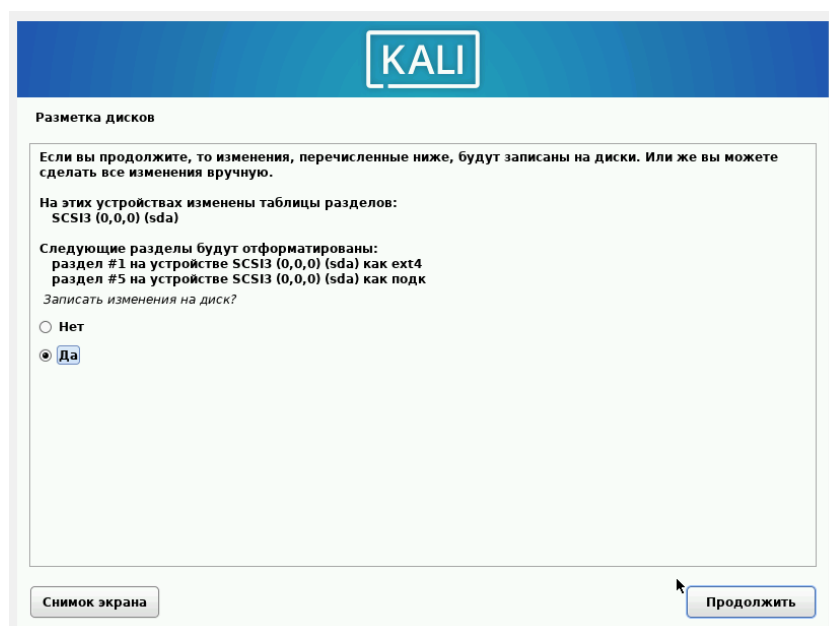 KALI
Разметка дисков
Если вы продолжите, то изменения, перечисленные ниже, будут записаны на диски. Или же вы можете
сделать все изменения вручную.
На этих устройствах изменены таблицы разделов:
SCSI3 (0,0,0) (sda)
Следующие разделы будут отформатированы:
раздел #1 на устройстве SCSI3 (0,0,0) (sda) как ext4
раздел #5 на устройстве SCSI3 (0,0,0) (sda) как подк
Записать изменения на диск?
Нет
Да
Снимок экрана
Продолжить